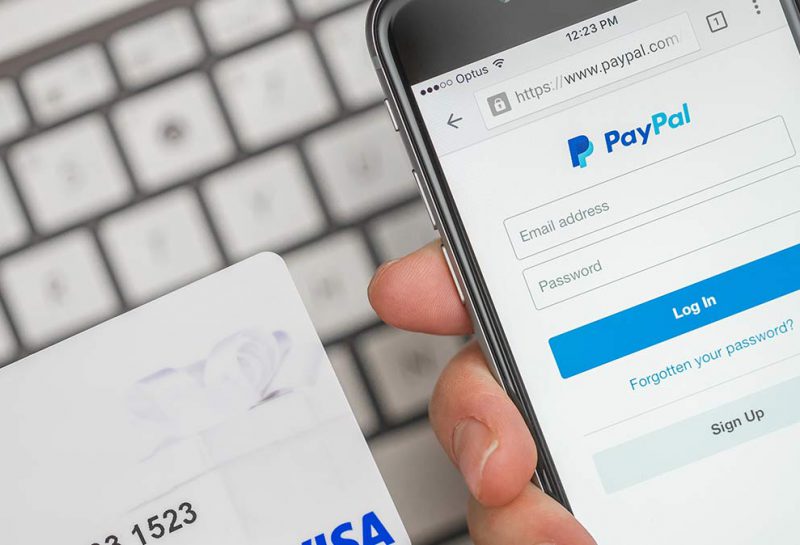 Optus 12:23 PM
https://www.paypal.com 1
PayPal
Email address
Password
Log In
Forgotten your password?
Sign Up
1523
VISA